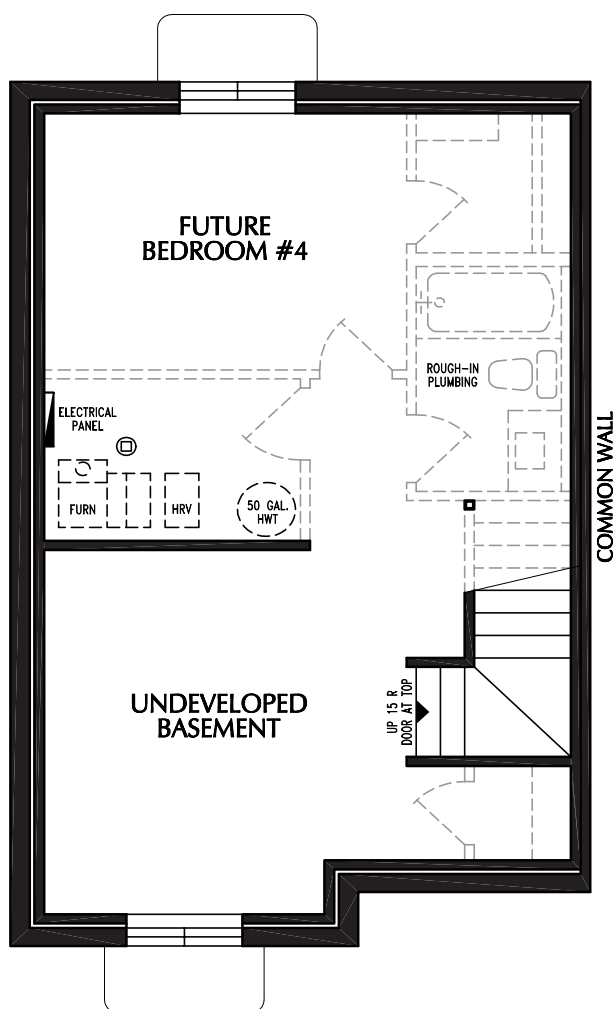 FUTURE
BEDROOM #4
ROUGH-IN
PLUMBING
ELECTRICAL
PANEL
FURN
HRV
50 GAL.
HWT
COMMON WALL
UNDEVELOPED
BASEMENT
UP 15 R
DOOR AT TOP